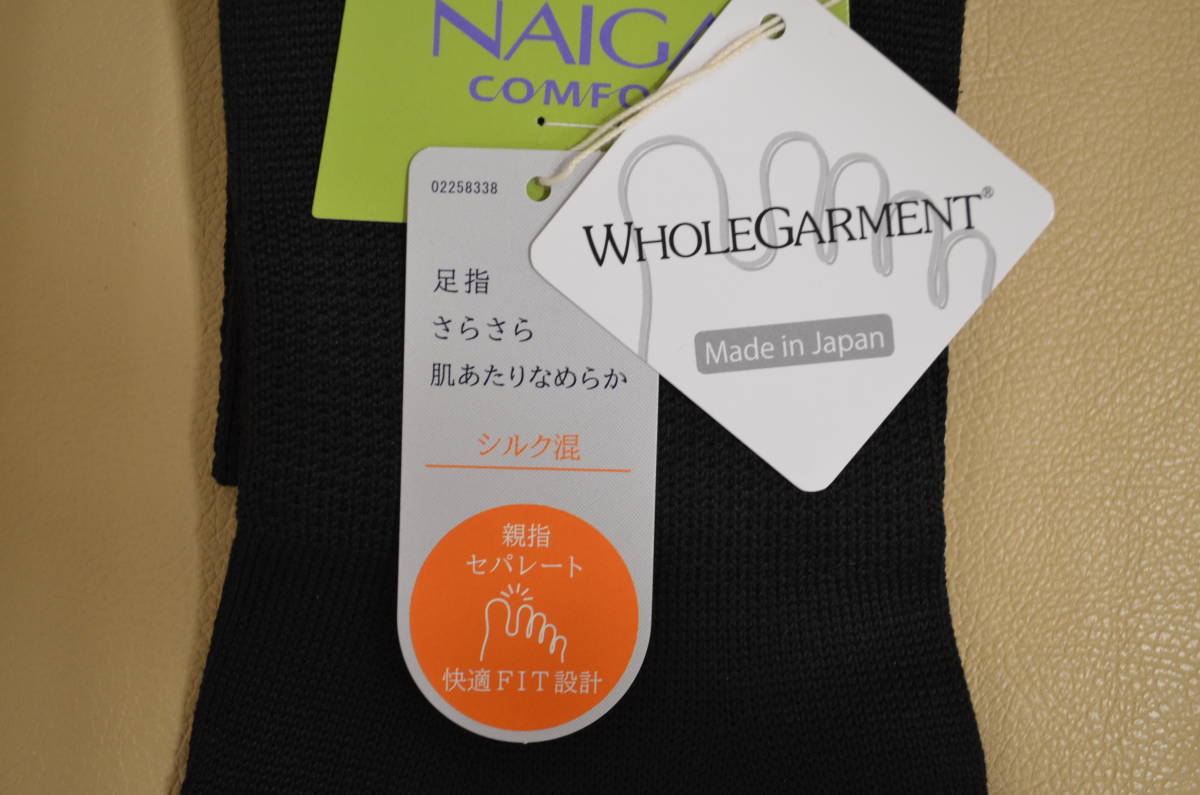 NAIGA
COMFO
02258338
足指
さらさら
肌あたりなめらか
シルク混
親指
セパレート
快適FIT設計
WHOLEGARMENT®
Made in Japan